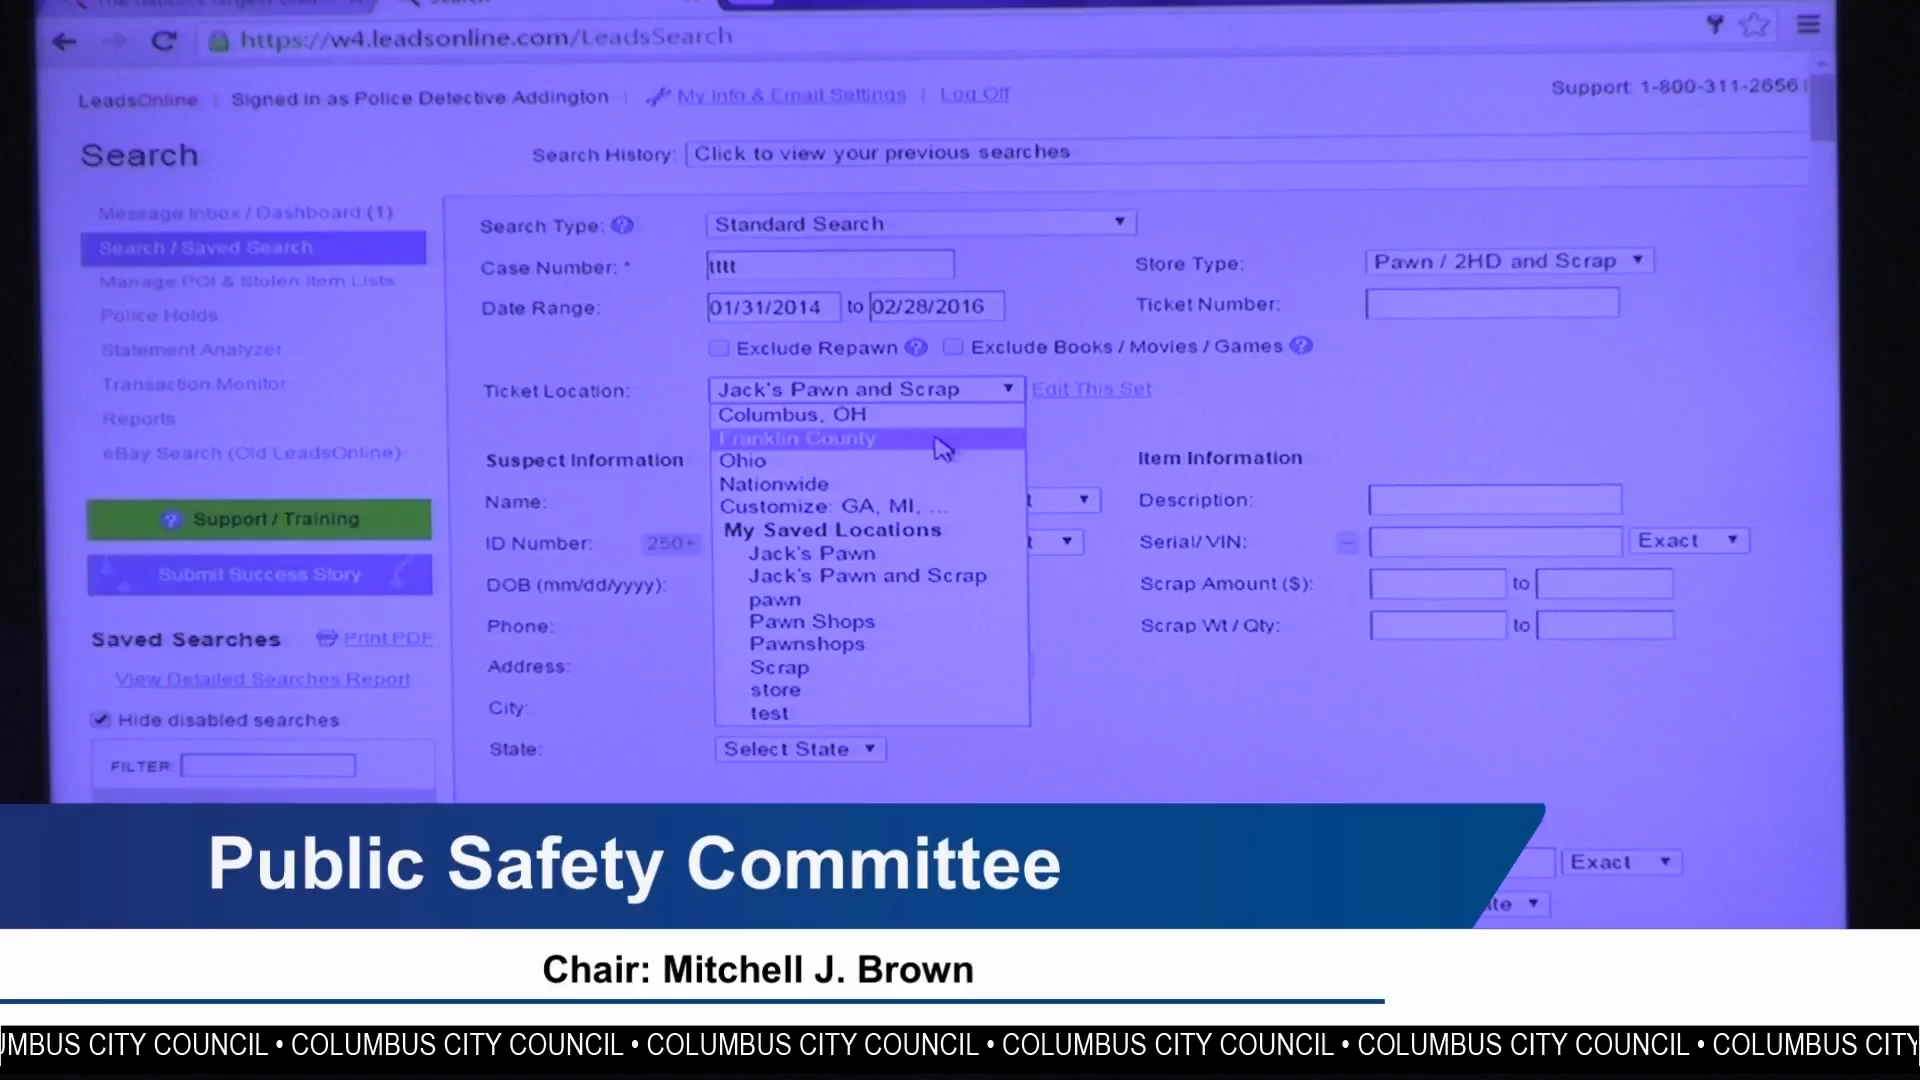 https://w4.leadsonline.com/LeadsSearch
LeadsOnline | Signed in as Police Detective Addington | My Info & Email Settings | Log Off
Support: 1-800-311-2656
Search
Search History: Click to view your previous searches
Message Inbox / Dashboard (1)
Search / Saved Search
Manage POI & Stolen Item Lists
Police Holds
Statement Analyzer
Transaction Monitor
Reports
eBay Search (Old LeadsOnline)
Support / Training
Submit Success Story
Saved Searches Print PDF
View Detailed Searches Report
Hide disabled searches
FILTER:
Search Type: Standard Search
Case Number: * tttt
Store Type: Pawn / 2HD and Scrap
Date Range: 01/31/2014 to 02/28/2016
Ticket Number:
Exclude Repawn Exclude Books / Movies / Games
Ticket Location: Jack's Pawn and Scrap Edit This Set
Columbus, OH
Franklin County
Ohio
Nationwide
Customize: GA, MI, ...
My Saved Locations
Jack's Pawn
Jack's Pawn and Scrap
pawn
Pawn Shops
Pawnshops
Scrap
store
test
Suspect Information
Name:
ID Number: 250+
DOB (mm/dd/yyyy):
Phone:
Address:
City:
State: Select State
Item Information
Description:
Serial/VIN: Exact
Scrap Amount ($): to
Scrap Wt / Qty: to
Exact
Public Safety Committee
Chair: Mitchell J. Brown
UMBUS CITY COUNCIL • COLUMBUS CITY COUNCIL • COLUMBUS CITY COUNCIL • COLUMBUS CITY COUNCIL • COLUMBUS CITY COUNCIL • COLUMBUS CITY